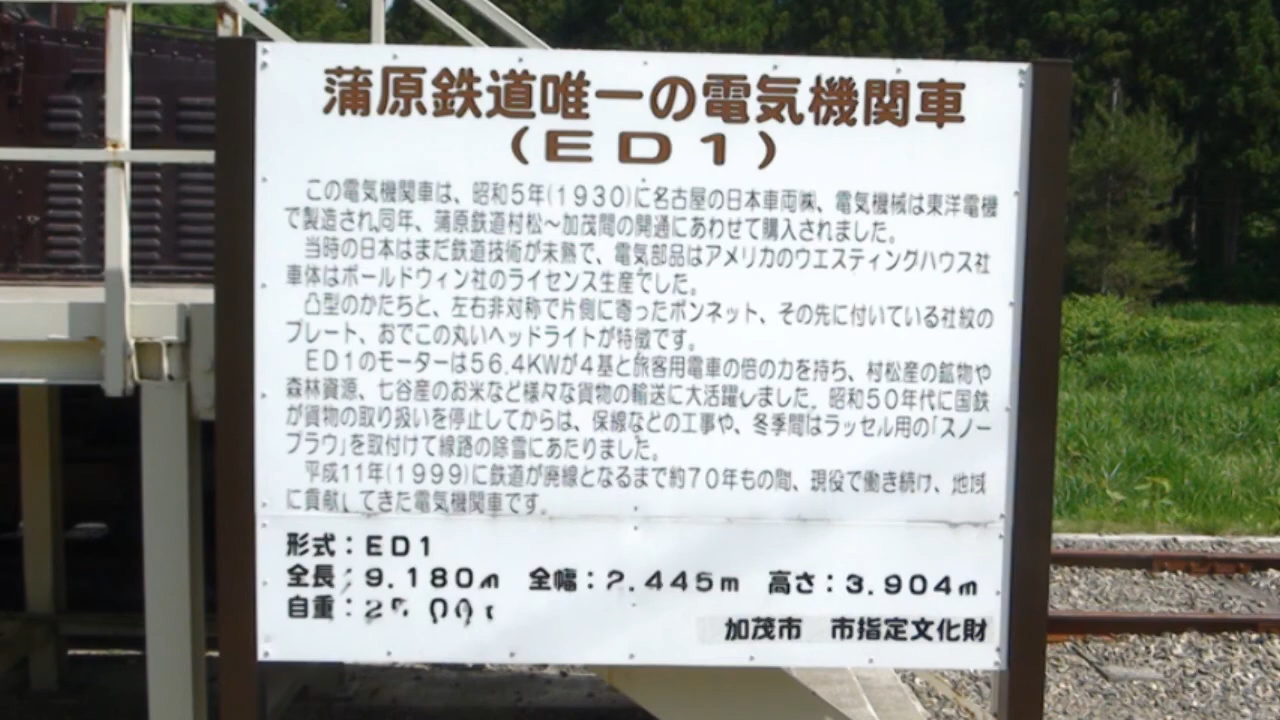 蒲原鉄道唯一の電気機関車
(ED1)
この電気機関車は、昭和5年(1930)に名古屋の日本車両㈱、電気機械は東洋電機
で製造され同年、蒲原鉄道村松～加茂間の開通にあわせて購入されました。
当時の日本はまだ鉄道技術が未熟で、電気部品はアメリカのウエスティングハウス社
車体はボールドウィン社のライセンス生産でした。
凸型のかたちと、左右非対称で片側に寄ったボンネット、その先に付いている社紋の
プレート、おでこの丸いヘッドライトが特徴です。
ED1のモーターは56.4KWが4基と旅客用電車の倍の力を持ち、村松産の鉱物や
森林資源、七谷産のお米など様々な貨物の輸送に大活躍しました。昭和50年代に国鉄
が貨物の取り扱いを停止してからは、保線などの工事や、冬季間はラッセル用の「スノー
プラウ」を取付けて線路の除雪にあたりました。
平成11年(1999)に鉄道が廃線となるまで約70年もの間、現役で働き続け、地域
に貢献してきた電気機関車です。
形式：ED1
全長：9.180m 全幅：2.445m 高さ：3.904m
自重：
加茂市 市指定文化財